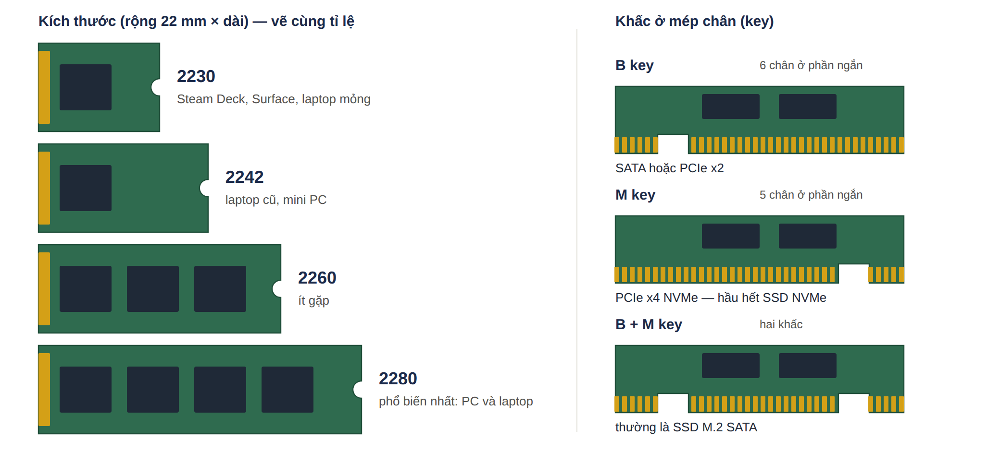 Kích thước (rộng 22 mm × dài) — vẽ cùng tỉ lệ
2230
Steam Deck, Surface, laptop mỏng
2242
laptop cũ, mini PC
2260
ít gặp
2280
phổ biến nhất: PC và laptop
Khấc ở mép chân (key)
B key
6 chân ở phần ngắn
SATA hoặc PCIe x2
M key
5 chân ở phần ngắn
PCIe x4 NVMe — hầu hết SSD NVMe
B + M key
hai khấc
thường là SSD M.2 SATA